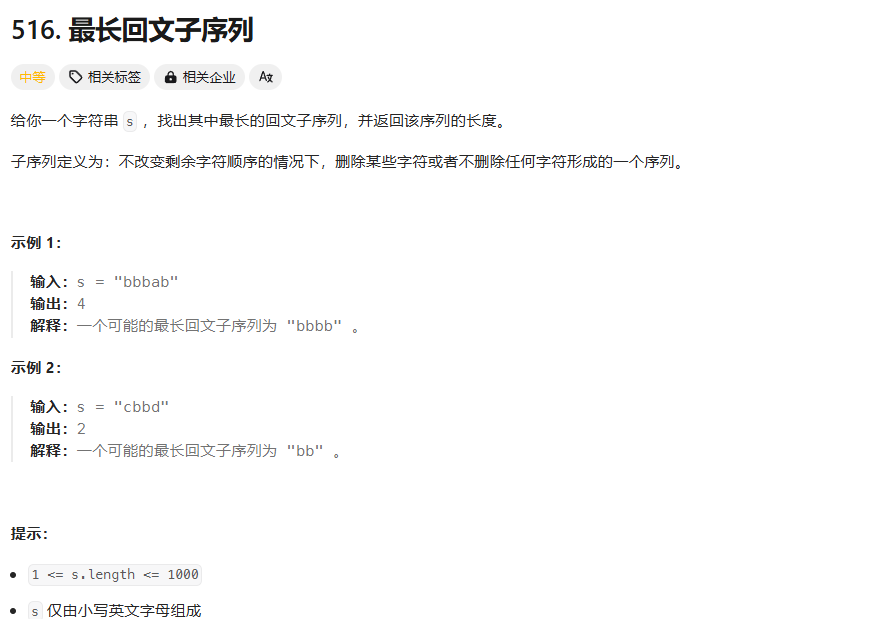 516. 最长回文子序列
中等 相关标签 相关企业 Aあ
给你一个字符串 s ，找出其中最长的回文子序列，并返回该序列的长度。
子序列定义为：不改变剩余字符顺序的情况下，删除某些字符或者不删除任何字符形成的一个序列。
示例 1：
输入：s = "bbbab"
输出：4
解释：一个可能的最长回文子序列为 "bbbb" 。
示例 2：
输入：s = "cbbd"
输出：2
解释：一个可能的最长回文子序列为 "bb" 。
提示：
1 <= s.length <= 1000
s 仅由小写英文字母组成